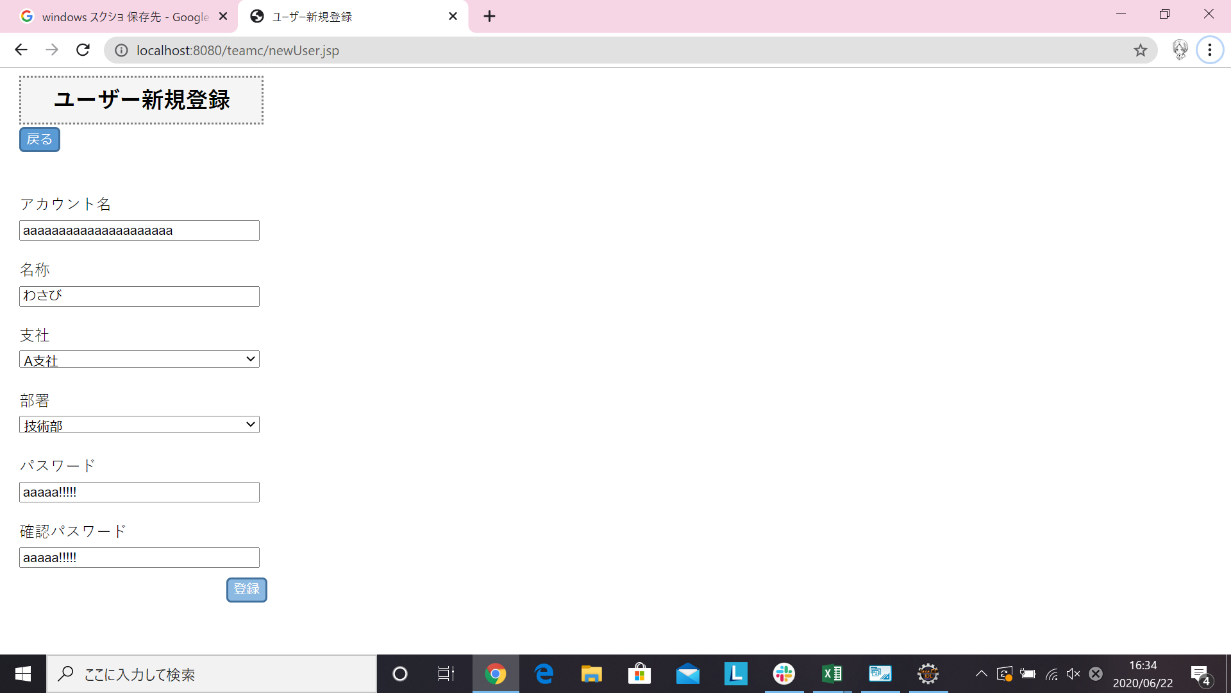 windows スクショ 保存先 - Google
ユーザー新規登録
localhost:8080/teamc/newUser.jsp
ユーザー新規登録
戻る
アカウント名
aaaaaaaaaaaaaaaaaaaaa
名称
わさび
支社
A支社
部署
技術部
パスワード
aaaaa!!!!!
確認パスワード
aaaaa!!!!!
登録
ここに入力して検索
16:34
2020/06/22
4